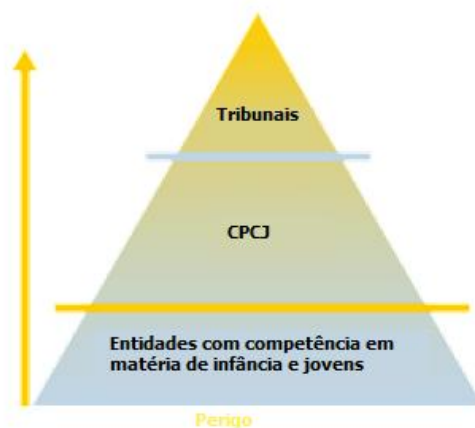 Tribunais
CPCJ
Entidades com competência em
matéria de infância e jovens
Perigo